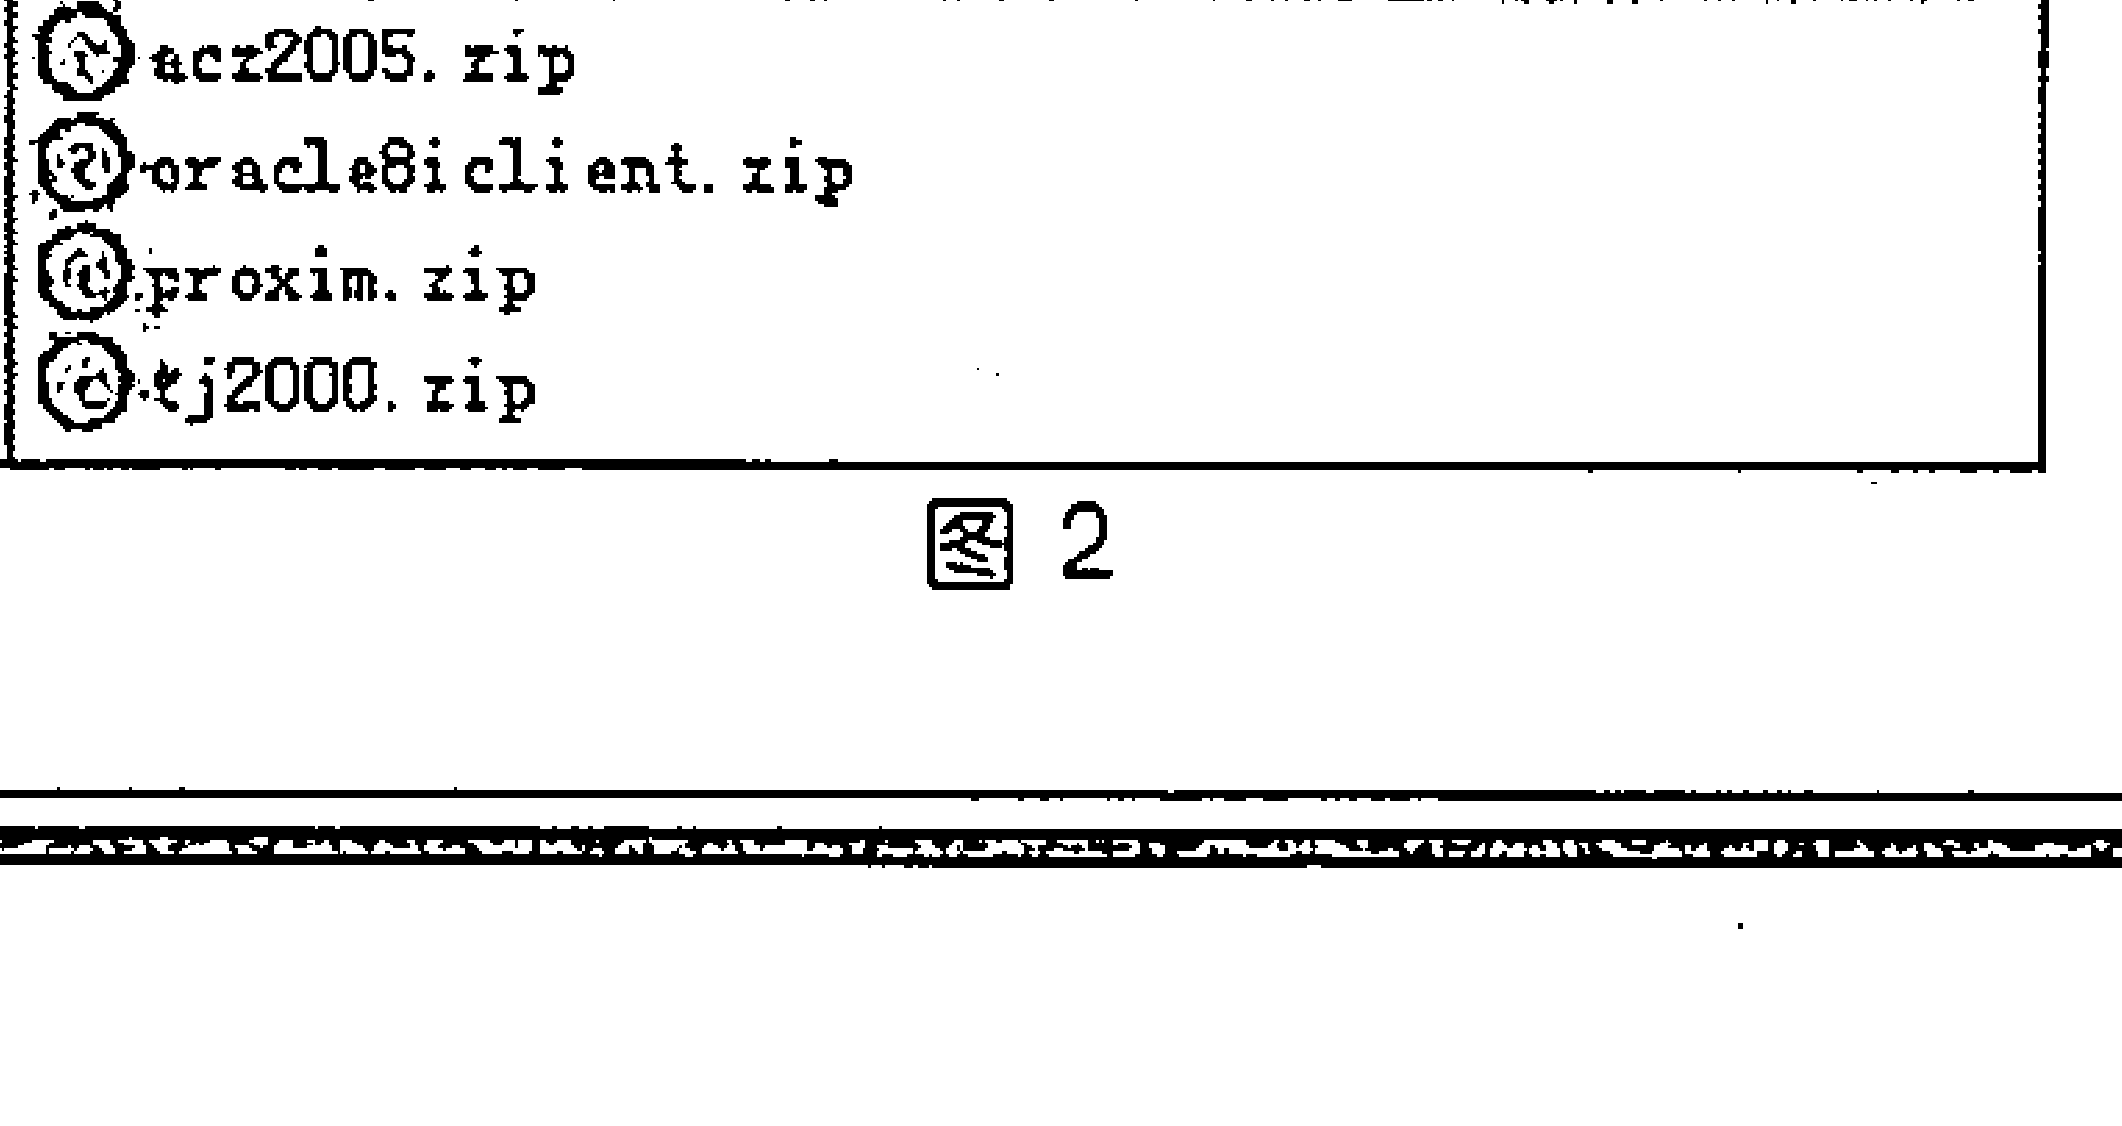 acz2005.zip
oracle8iclient.zip
proxim.zip
tj2000.zip
图 2